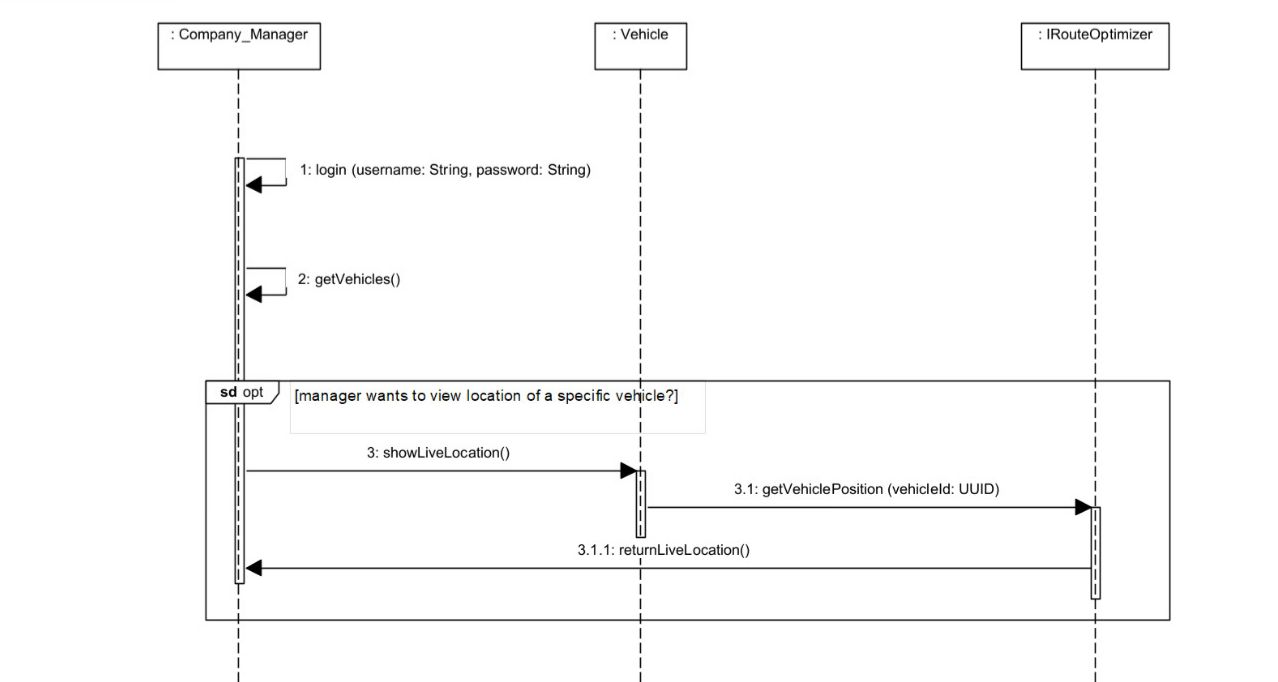 : Company_Manager
: Vehicle
: IRouteOptimizer
1: login (username: String, password: String)
2: getVehicles()
sd opt
[manager wants to view location of a specific vehicle?]
3: showLiveLocation()
3.1: getVehiclePosition (vehicleId: UUID)
3.1.1: returnLiveLocation()